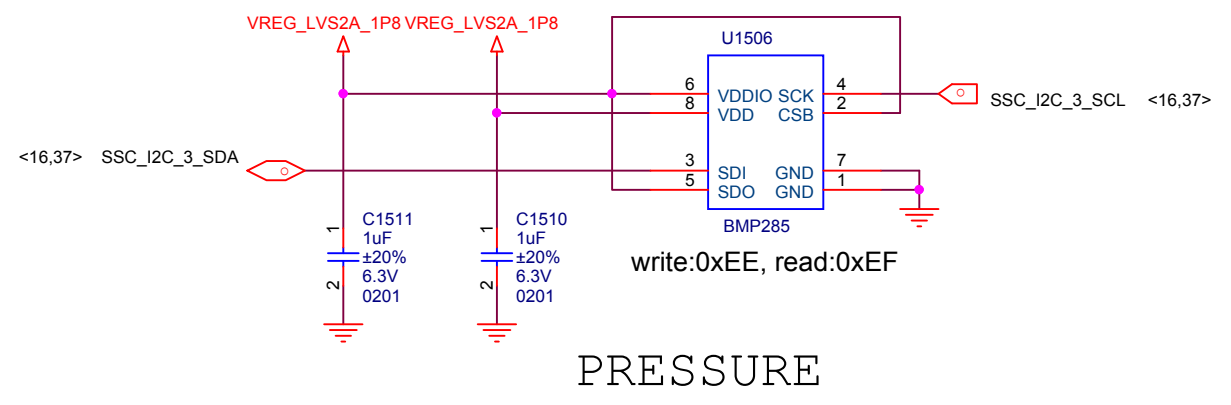 VREG_LVS2A_1P8 VREG_LVS2A_1P8
U1506
6 VDDIO SCK 4
8 VDD CSB 2
SSC_I2C_3_SCL <16,37>
<16,37> SSC_I2C_3_SDA
3 SDI GND 7
5 SDO GND 1
BMP285
write:0xEE, read:0xEF
1
C1511
1uF
±20%
6.3V
0201
2
1
C1510
1uF
±20%
6.3V
0201
2
PRESSURE